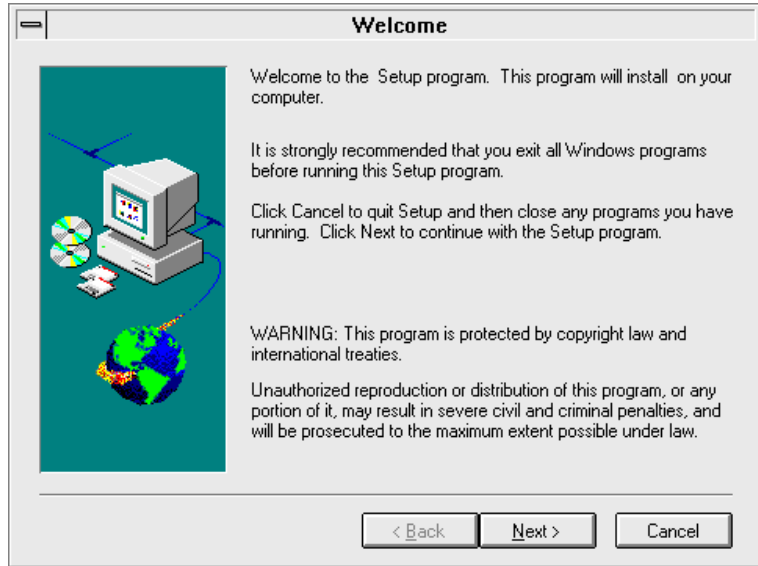 Welcome
Welcome to the  Setup program.  This program will install  on your
computer.
It is strongly recommended that you exit all Windows programs
before running this Setup program.
Click Cancel to quit Setup and then close any programs you have
running.  Click Next to continue with the Setup program.
WARNING: This program is protected by copyright law and
international treaties.
Unauthorized reproduction or distribution of this program, or any
portion of it, may result in severe civil and criminal penalties, and
will be prosecuted to the maximum extent possible under law.
< Back  Next >  Cancel